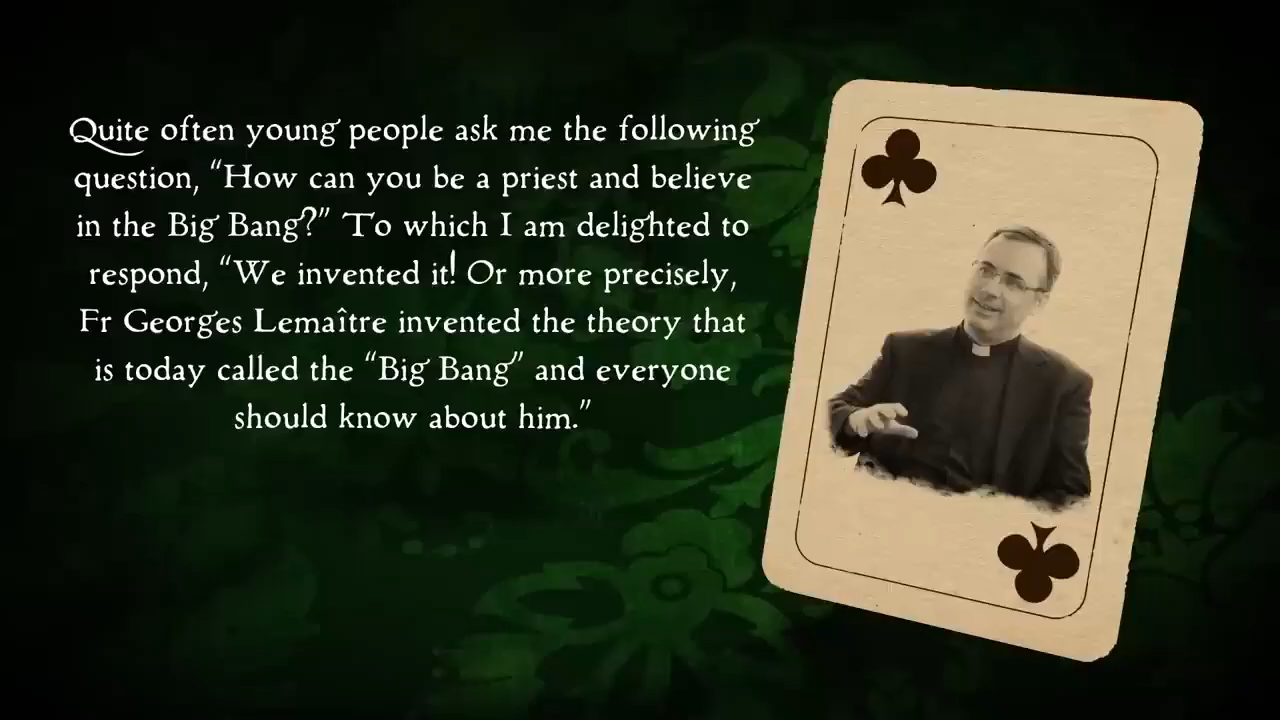 Quite often young people ask me the following
question, “How can you be a priest and believe
in the Big Bang?” To which I am delighted to
respond, “We invented it! Or more precisely,
Fr Georges Lemaître invented the theory that
is today called the “Big Bang” and everyone
should know about him.”